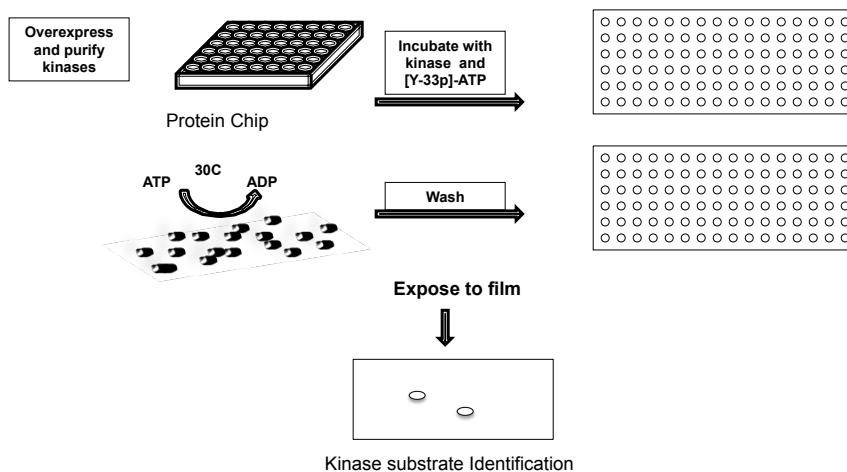 Overexpress
and purify
kinases
Incubate with
kinase and
[Y-33p]-ATP
Protein Chip
30C
ATP
ADP
Wash
Expose to film
Kinase substrate Identification